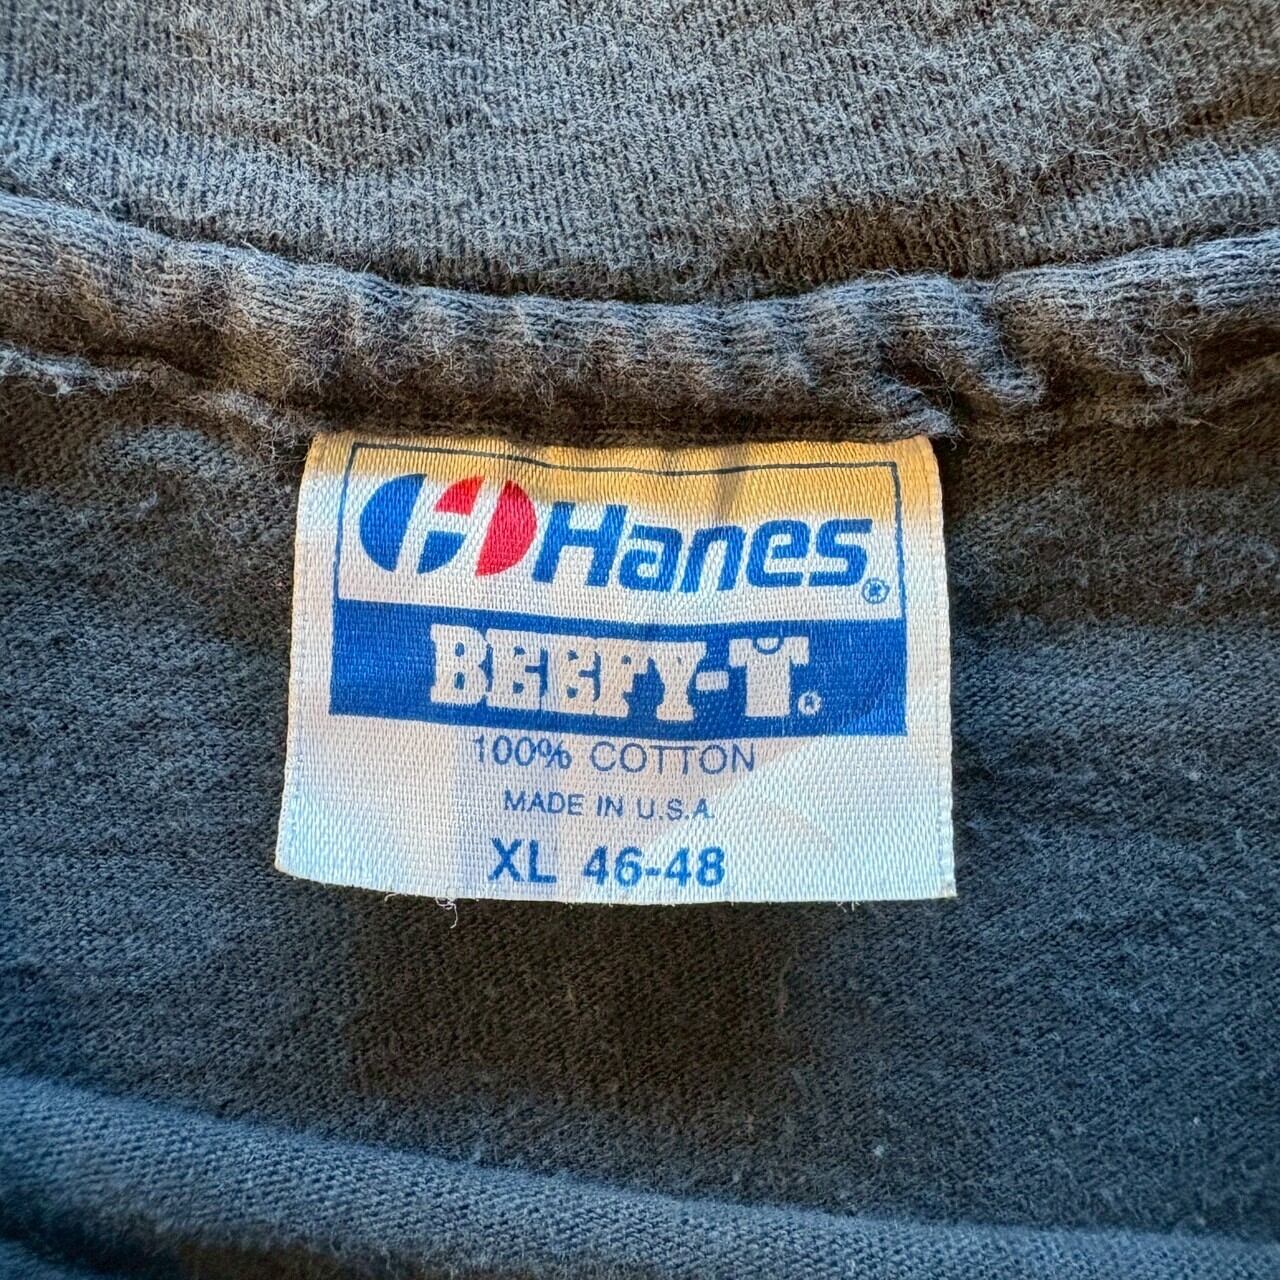 Hanes®
BEEFY-T®
100% COTTON
MADE IN U.S.A.
XL 46-48